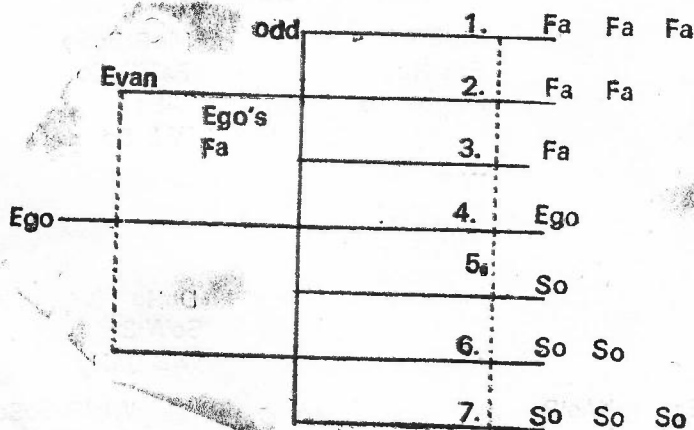 odd 1. Fa Fa Fa
Evan 2. Fa Fa
Ego's
Fa 3. Fa
Ego 4. Ego
5. So
6. So So
7. So So So